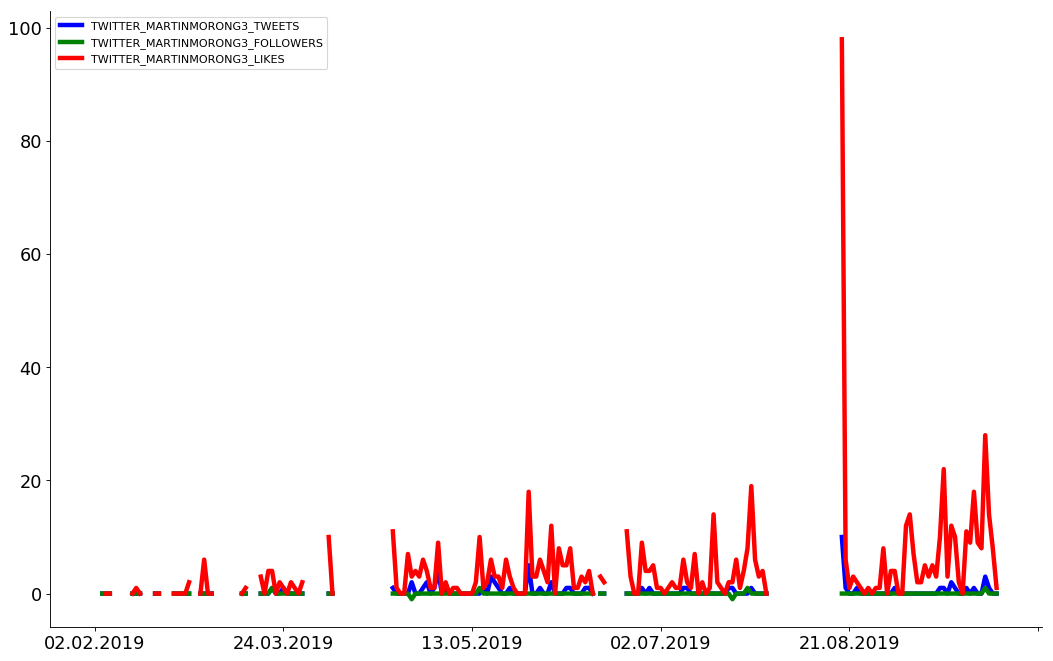 TWITTER_MARTINMORONG3_TWEETS
TWITTER_MARTINMORONG3_FOLLOWERS
TWITTER_MARTINMORONG3_LIKES
100
80
60
40
20
0
02.02.2019 24.03.2019 13.05.2019 02.07.2019 21.08.2019